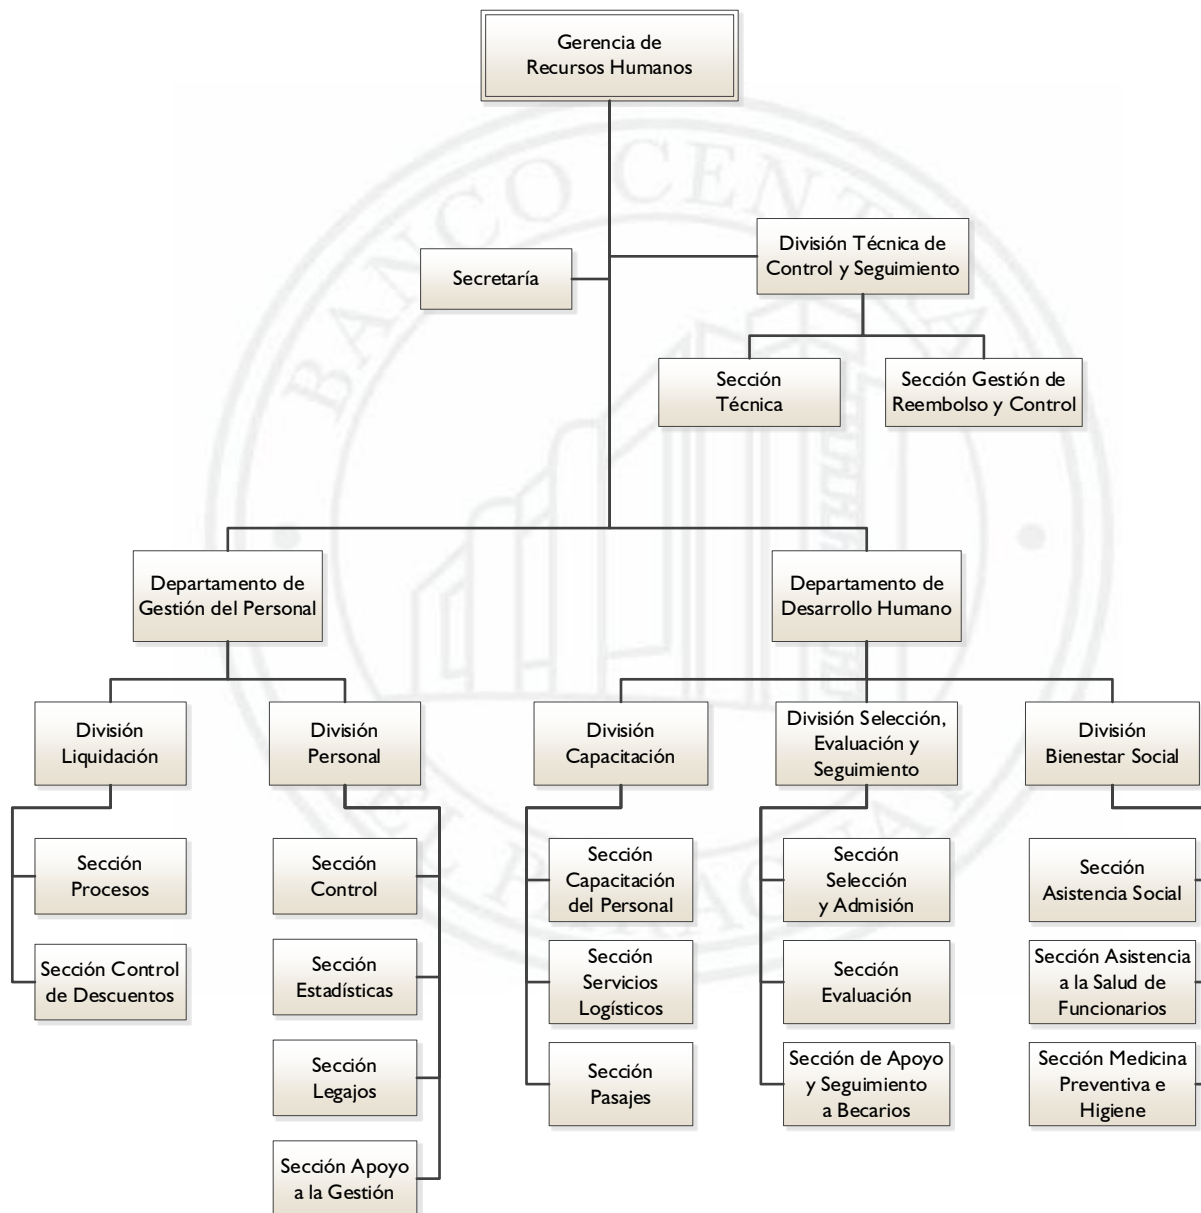 Gerencia de
Recursos Humanos
BANCO CENTRAL
DEL PARAGUAY
Secretaría
División Técnica de
Control y Seguimiento
Sección
Técnica
Sección Gestión de
Reembolso y Control
Departamento de
Gestión del Personal
Departamento de
Desarrollo Humano
División
Liquidación
División
Personal
División
Capacitación
División Selección,
Evaluación y
Seguimiento
División
Bienestar Social
Sección
Procesos
Sección Control
de Descuentos
Sección
Control
Sección
Estadísticas
Sección
Legajos
Sección Apoyo
a la Gestión
Sección
Capacitación
del Personal
Sección
Servicios
Logísticos
Sección
Pasajes
Sección
Selección
y Admisión
Sección
Evaluación
Sección de Apoyo
y Seguimiento
a Becarios
Sección
Asistencia Social
Sección Asistencia
a la Salud de
Funcionarios
Sección Medicina
Preventiva e
Higiene